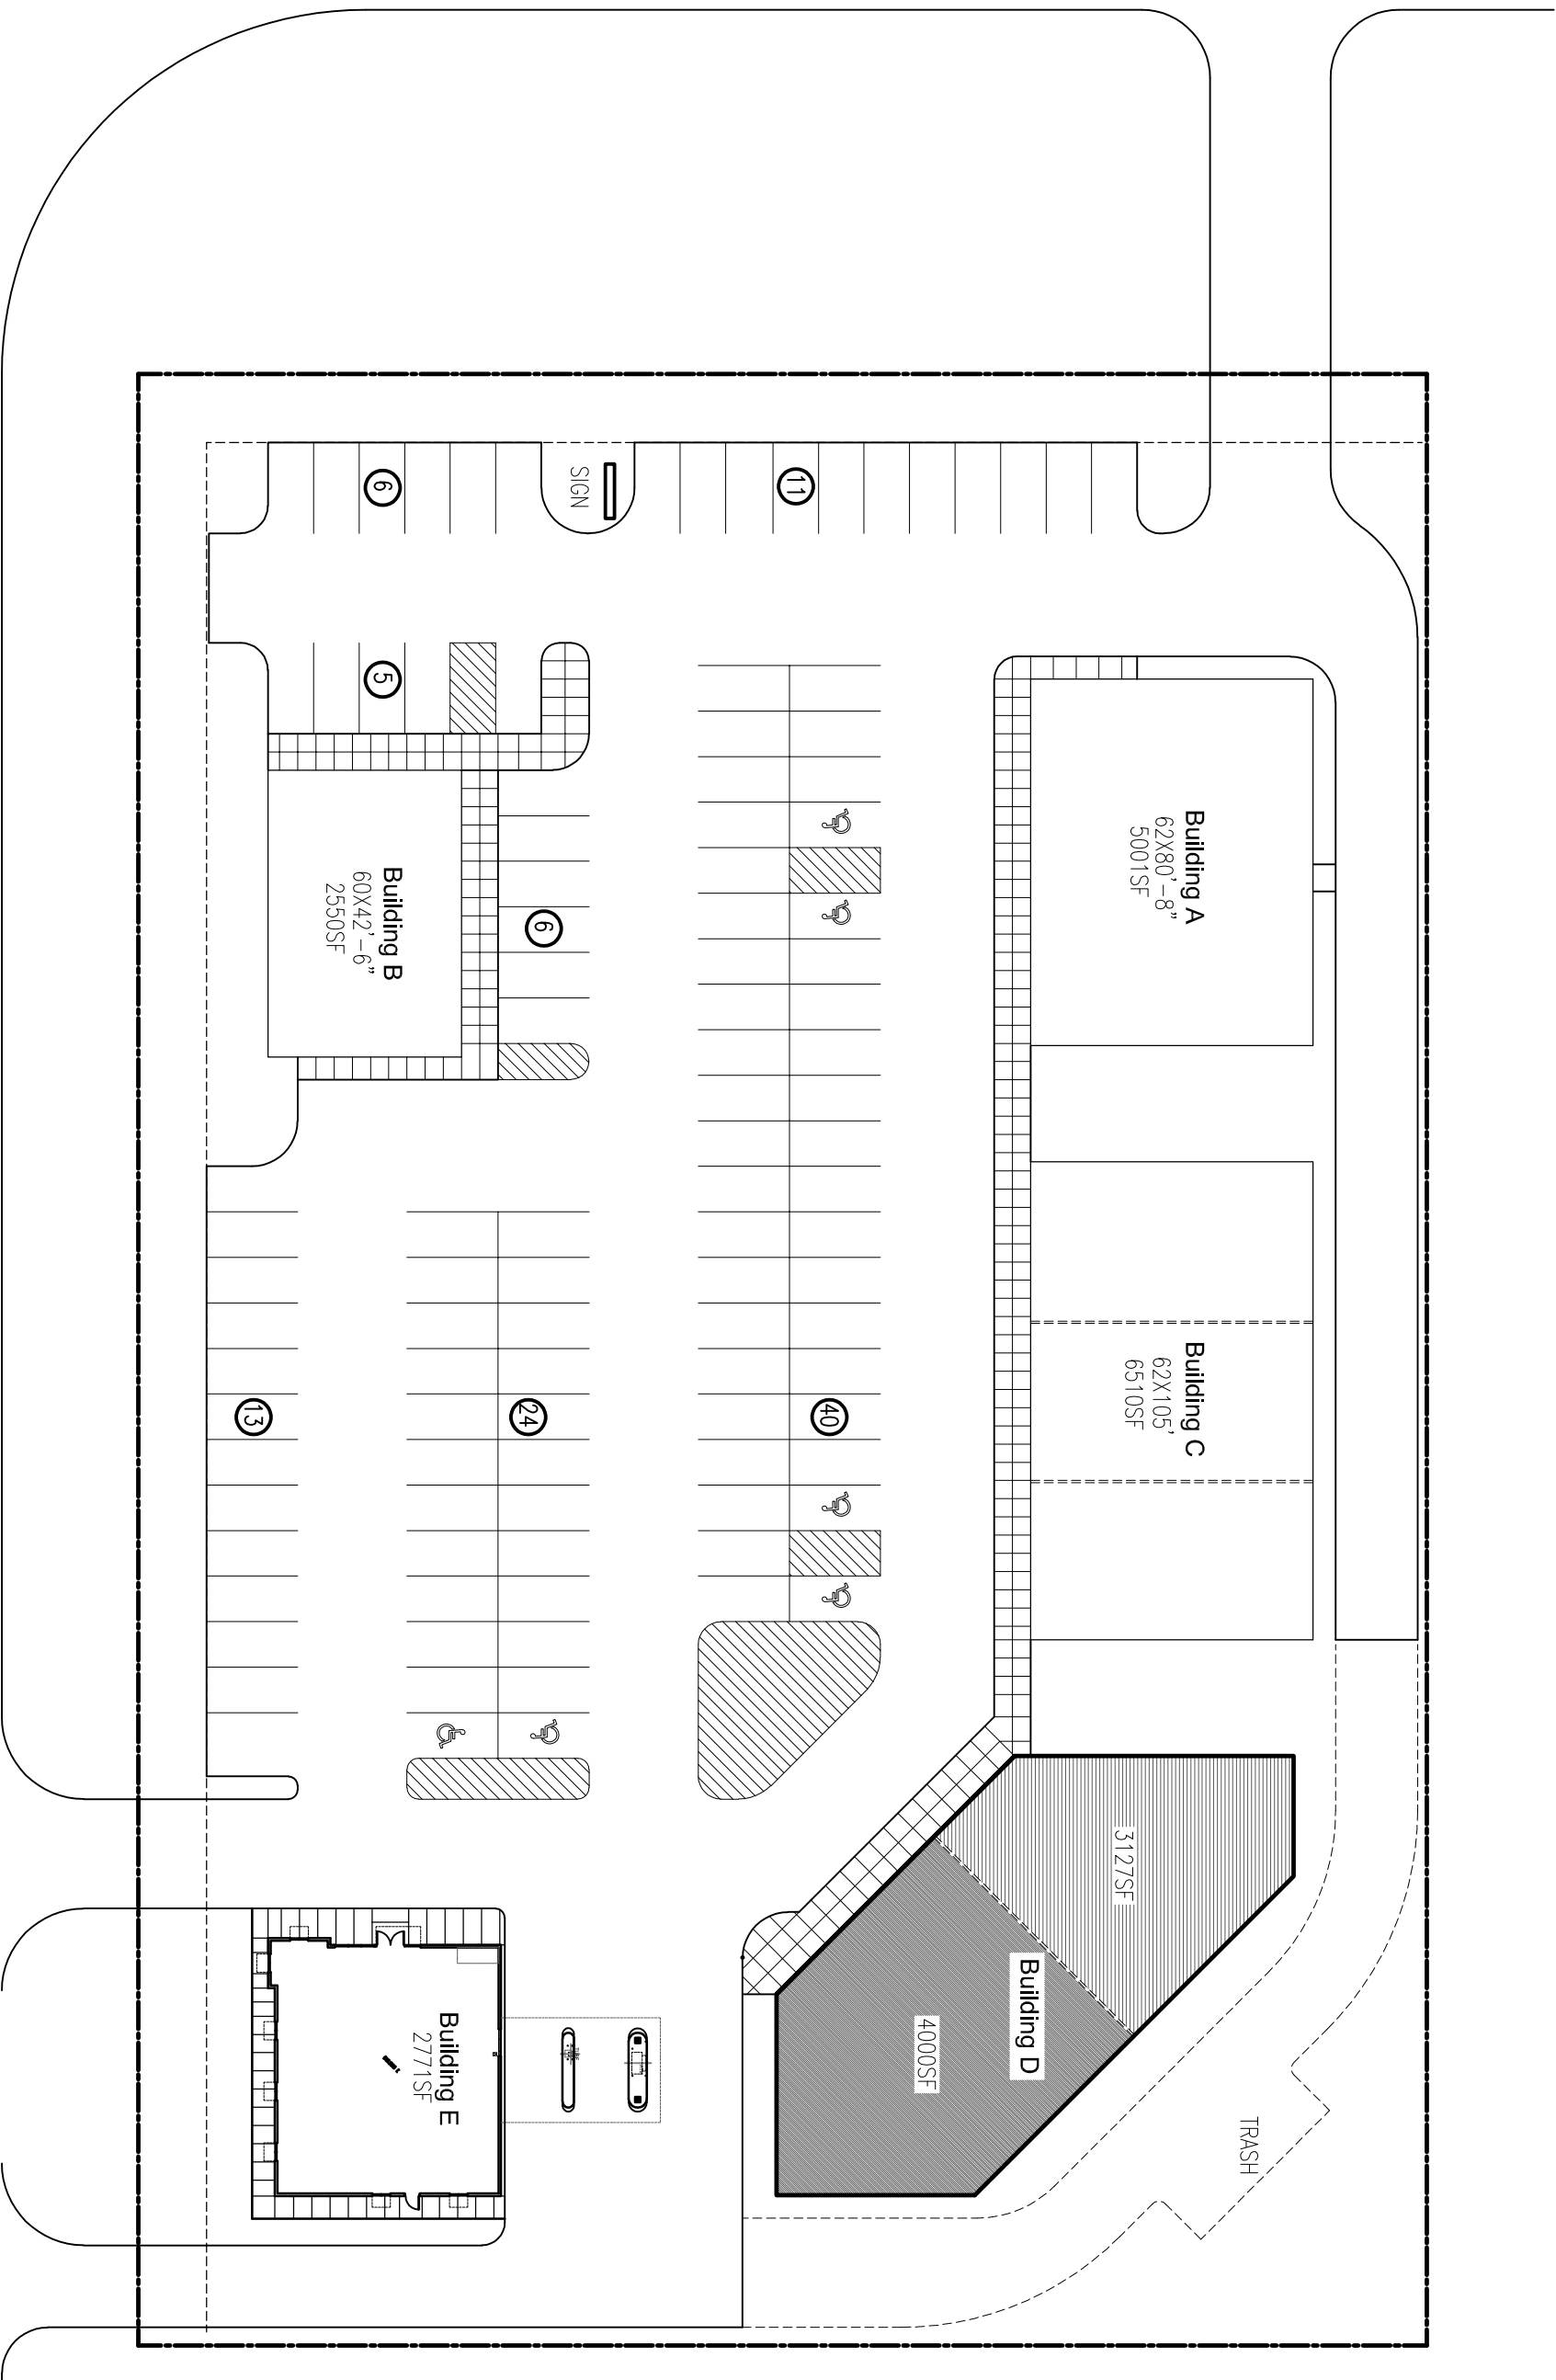 Building A
62X80'-8"
5001SF
Building C
62X105'
6510SF
3127SF
Building D
4000SF
TRASH
11
SIGN
6
5
Building B
60X42'-6"
2550SF
6
40
24
13
Building E
2771SF